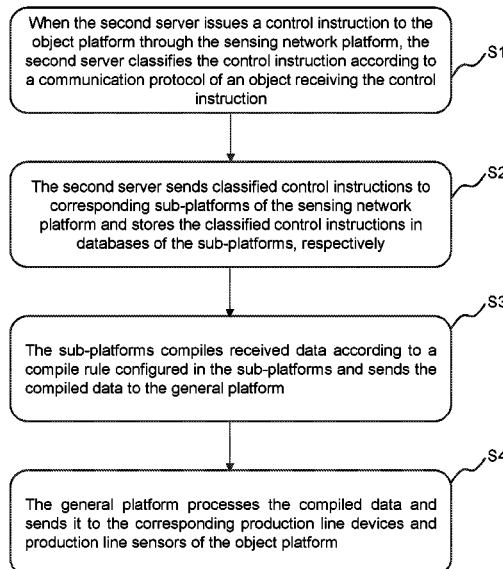 When the second server issues a control instruction to the
object platform through the sensing network platform, the
second server classifies the control instruction according to
a communication protocol of an object receiving the control
instruction
S1
The second server sends classified control instructions to
corresponding sub-platforms of the sensing network
platform and stores the classified control instructions in
databases of the sub-platforms, respectively
S2
The sub-platforms compiles received data according to a
compile rule configured in the sub-platforms and sends the
compiled data to the general platform
S3
The general platform processes the compiled data and
sends it to the corresponding production line devices and
production line sensors of the object platform
S4